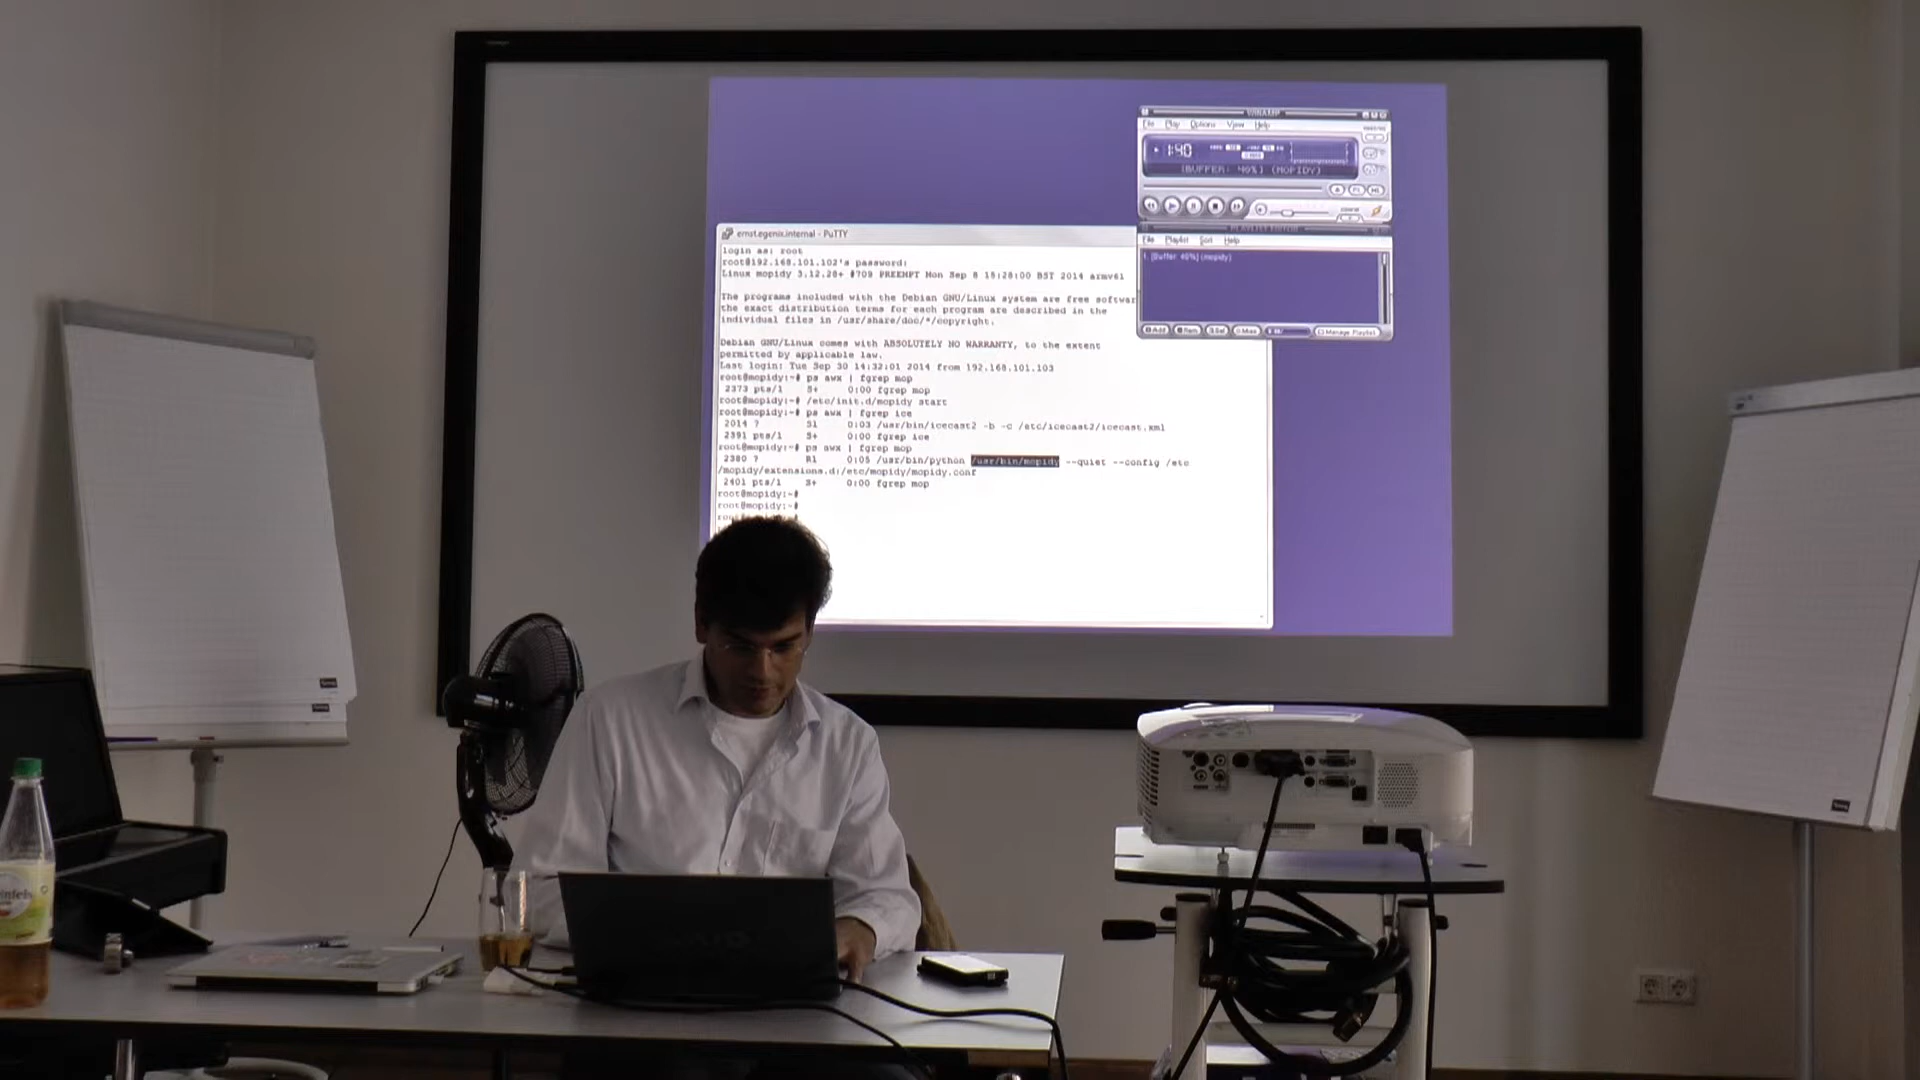 WINAMP
File Play Options View Help
1:40
[BUFFER: 40%] (MOPIDY)
PLAYLIST EDITOR
File Playlist Sort Help
1. [Buffer 40%] (mopidy)
Manage Playlist
ernst.egenix.internal - PuTTY
login as: root
root@192.168.101.102's password:
Linux mopidy 3.12.28+ #709 PREEMPT Mon Sep 8 15:28:00 BST 2014 armv6l
The programs included with the Debian GNU/Linux system are free softwar
the exact distribution terms for each program are described in the
individual files in /usr/share/doc/*/copyright.
Debian GNU/Linux comes with ABSOLUTELY NO WARRANTY, to the extent
permitted by applicable law.
Last login: Tue Sep 30 14:32:01 2014 from 192.168.101.103
root@mopidy:~# ps awx | fgrep mop
2373 pts/1 S+ 0:00 fgrep mop
root@mopidy:~# /etc/init.d/mopidy start
root@mopidy:~# ps awx | fgrep ice
2014 ? Sl 0:03 /usr/bin/icecast2 -b -c /etc/icecast2/icecast.xml
2391 pts/1 S+ 0:00 fgrep ice
root@mopidy:~# ps awx | fgrep mop
2380 ? Rl 0:05 /usr/bin/python /usr/bin/mopidy --quiet --config /etc
/mopidy/extensions.d:/etc/mopidy/mopidy.conf
2401 pts/1 S+ 0:00 fgrep mop
root@mopidy:~#
root@mopidy:~#
root@mopidy:~#